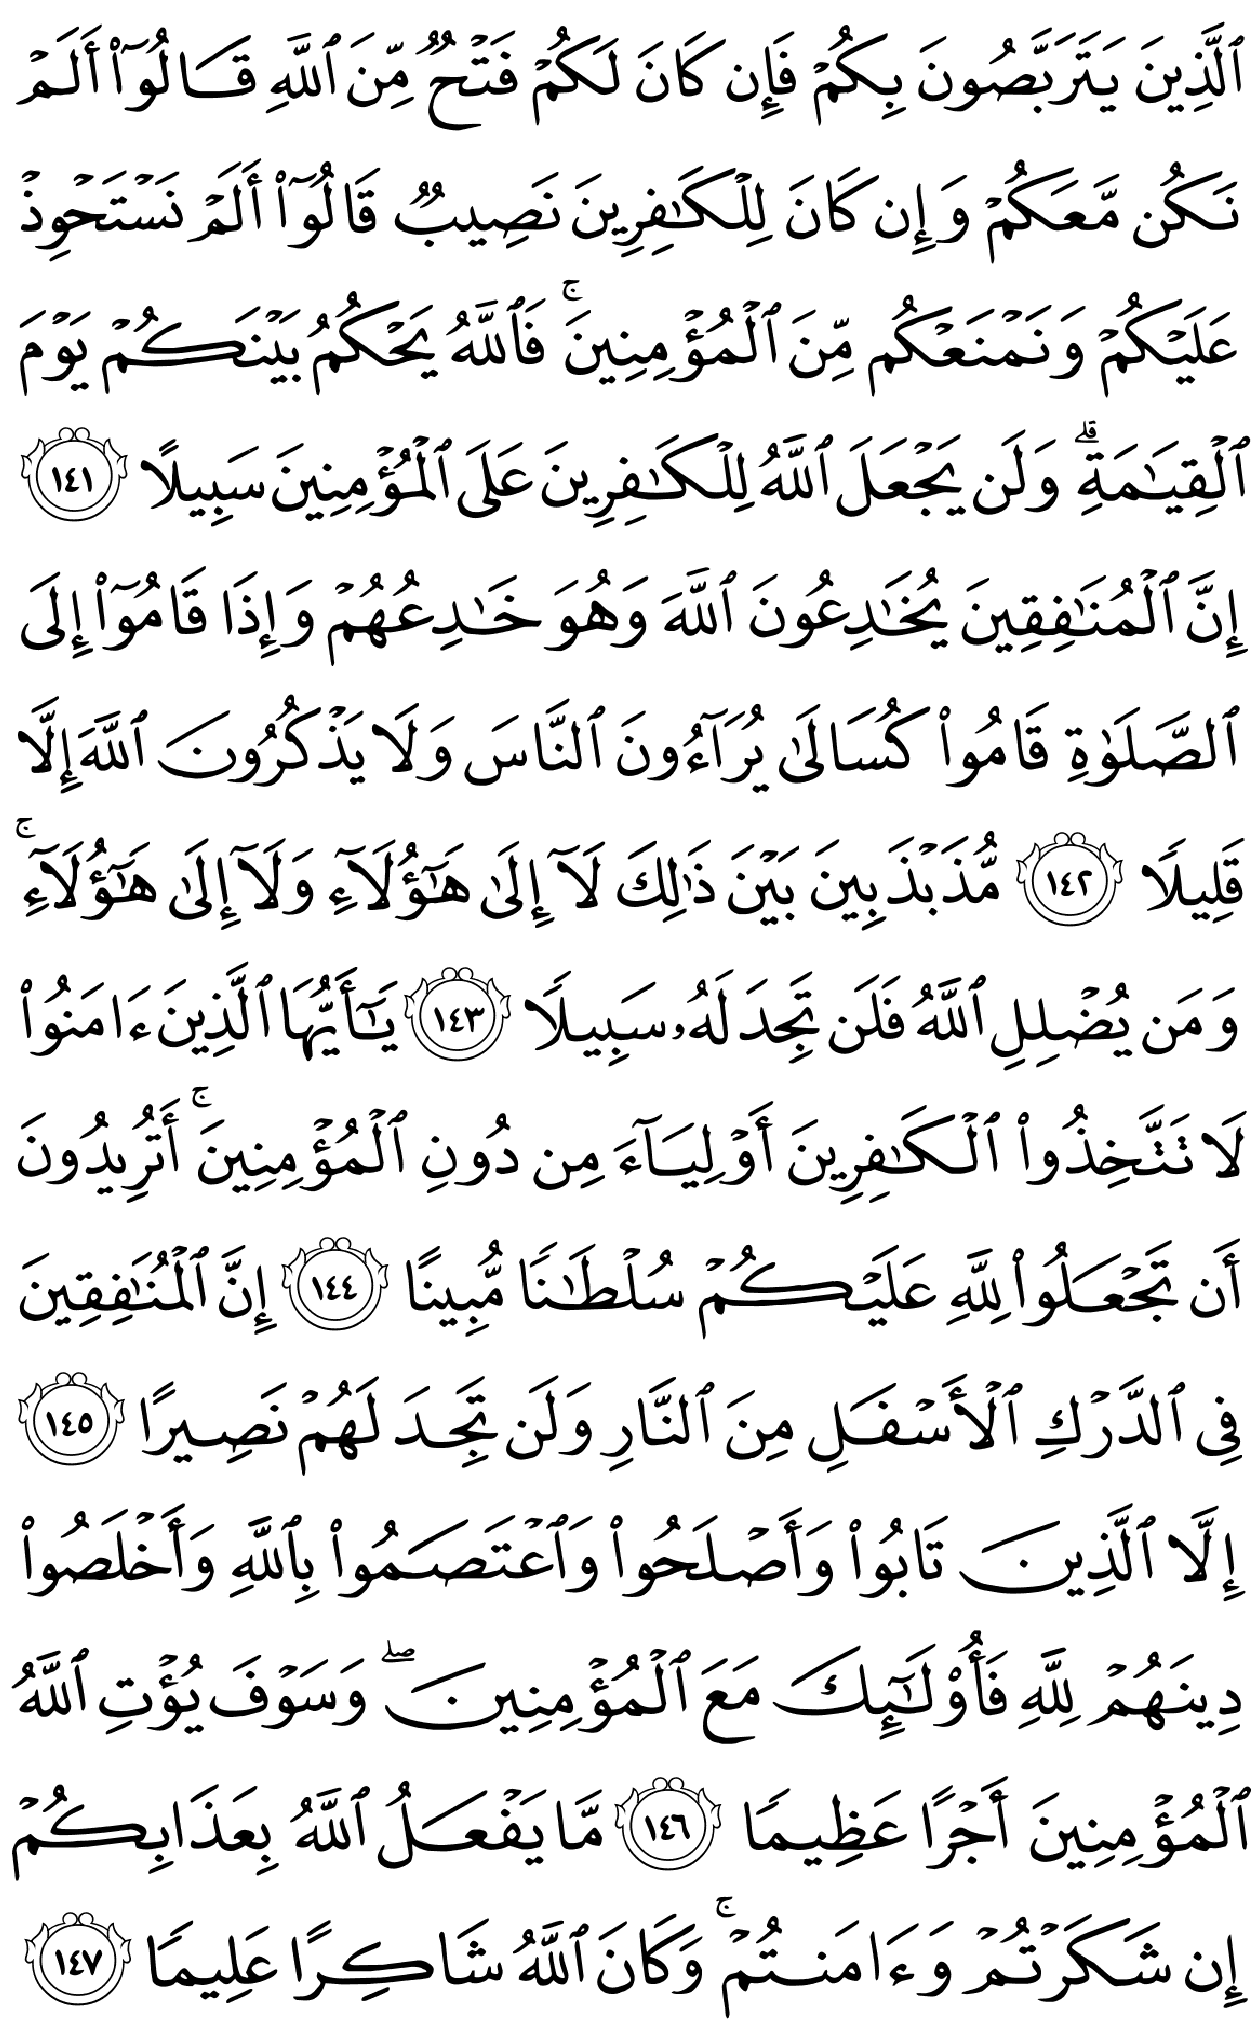 ٱلَّذِينَ يَتَرَبَّصُونَ بِكُمۡ فَإِن كَانَ لَكُمۡ فَتۡحٌ مِّنَ ٱللَّهِ قَالُوٓاْ أَلَمۡ
نَكُن مَّعَكُمۡ وَإِن كَانَ لِلۡكَٰفِرِينَ نَصِيبٌ قَالُوٓاْ أَلَمۡ نَسۡتَحۡوِذۡ
عَلَيۡكُمۡ وَنَمۡنَعۡكُم مِّنَ ٱلۡمُؤۡمِنِينَۚ فَٱللَّهُ يَحۡكُمُ بَيۡنَكُمۡ يَوۡمَ
ٱلۡقِيَٰمَةِۗ وَلَن يَجۡعَلَ ٱللَّهُ لِلۡكَٰفِرِينَ عَلَى ٱلۡمُؤۡمِنِينَ سَبِيلًا ١٤١
إِنَّ ٱلۡمُنَٰفِقِينَ يُخَٰدِعُونَ ٱللَّهَ وَهُوَ خَٰدِعُهُمۡ وَإِذَا قَامُوٓاْ إِلَى
ٱلصَّلَوٰةِ قَامُواْ كُسَالَىٰ يُرَآءُونَ ٱلنَّاسَ وَلَا يَذۡكُرُونَ ٱللَّهَ إِلَّا
قَلِيلًا ١٤٢ مُّذَبۡذَبِينَ بَيۡنَ ذَٰلِكَ لَآ إِلَىٰ هَٰٓؤُلَآءِ وَلَآ إِلَىٰ هَٰٓؤُلَآءِۚ
وَمَن يُضۡلِلِ ٱللَّهُ فَلَن تَجِدَ لَهُۥ سَبِيلًا ١٤٣ يَٰٓأَيُّهَا ٱلَّذِينَ ءَامَنُواْ
لَا تَتَّخِذُواْ ٱلۡكَٰفِرِينَ أَوۡلِيَآءَ مِن دُونِ ٱلۡمُؤۡمِنِينَۚ أَتُرِيدُونَ
أَن تَجۡعَلُواْ لِلَّهِ عَلَيۡكُمۡ سُلۡطَٰنًا مُّبِينًا ١٤٤ إِنَّ ٱلۡمُنَٰفِقِينَ
فِي ٱلدَّرۡكِ ٱلۡأَسۡفَلِ مِنَ ٱلنَّارِ وَلَن تَجِدَ لَهُمۡ نَصِيرًا ١٤٥
إِلَّا ٱلَّذِينَ تَابُواْ وَأَصۡلَحُواْ وَٱعۡتَصَمُواْ بِٱللَّهِ وَأَخۡلَصُواْ
دِينَهُمۡ لِلَّهِ فَأُوْلَٰٓئِكَ مَعَ ٱلۡمُؤۡمِنِينَۖ وَسَوۡفَ يُؤۡتِ ٱللَّهُ
ٱلۡمُؤۡمِنِينَ أَجۡرًا عَظِيمًا ١٤٦ مَّا يَفۡعَلُ ٱللَّهُ بِعَذَابِكُمۡ
إِن شَكَرۡتُمۡ وَءَامَنتُمۡۚ وَكَانَ ٱللَّهُ شَاكِرًا عَلِيمًا ١٤٧